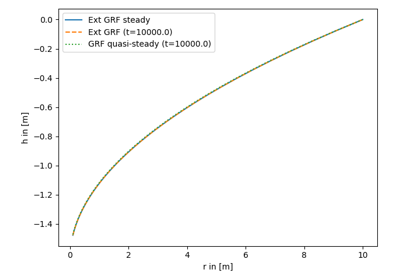 Ext GRF steady
Ext GRF (t=10000.0)
GRF quasi-steady (t=10000.0)
0.0
−0.2
−0.4
−0.6
−0.8
−1.0
−1.2
−1.4
h in [m]
0 2 4 6 8 10
r in [m]